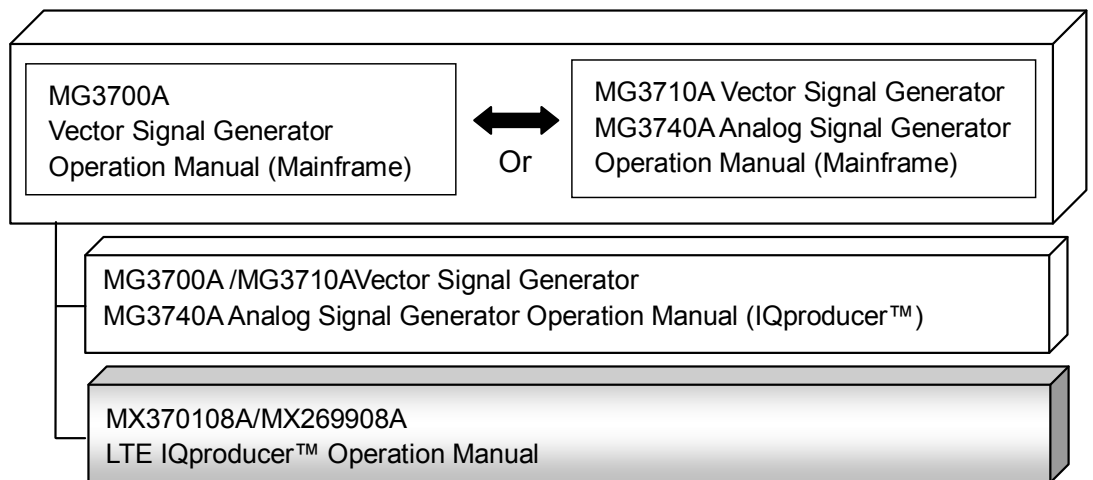 MG3700A
Vector Signal Generator
Operation Manual (Mainframe)
Or
MG3710A Vector Signal Generator
MG3740A Analog Signal Generator
Operation Manual (Mainframe)
MG3700A /MG3710AVector Signal Generator
MG3740A Analog Signal Generator Operation Manual (IQproducer™)
MX370108A/MX269908A
LTE IQproducer™ Operation Manual